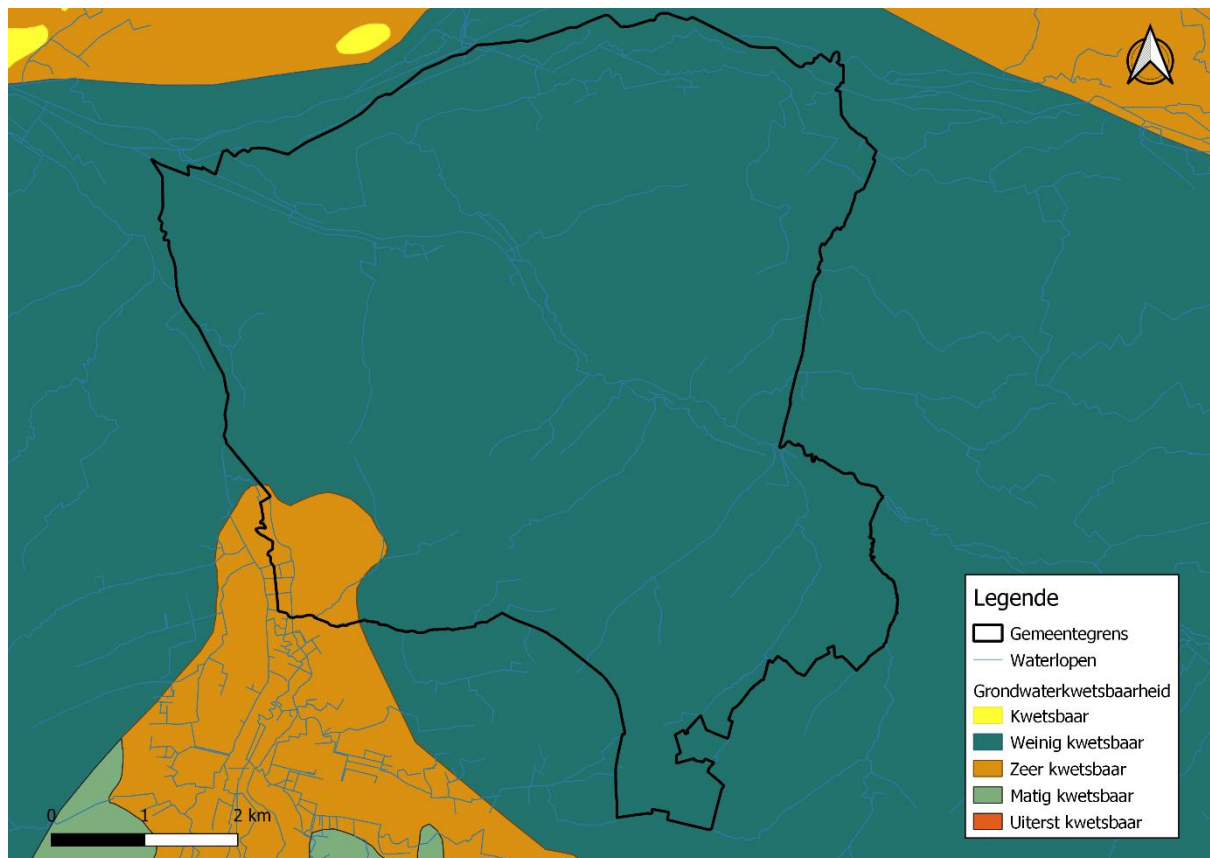 Legende
Gemeentegrens
Waterlopen
Grondwaterkwetsbaarheid
Kwetsbaar
Weinig kwetsbaar
Zeer kwetsbaar
Matig kwetsbaar
Uiterst kwetsbaar
0 1 2 km